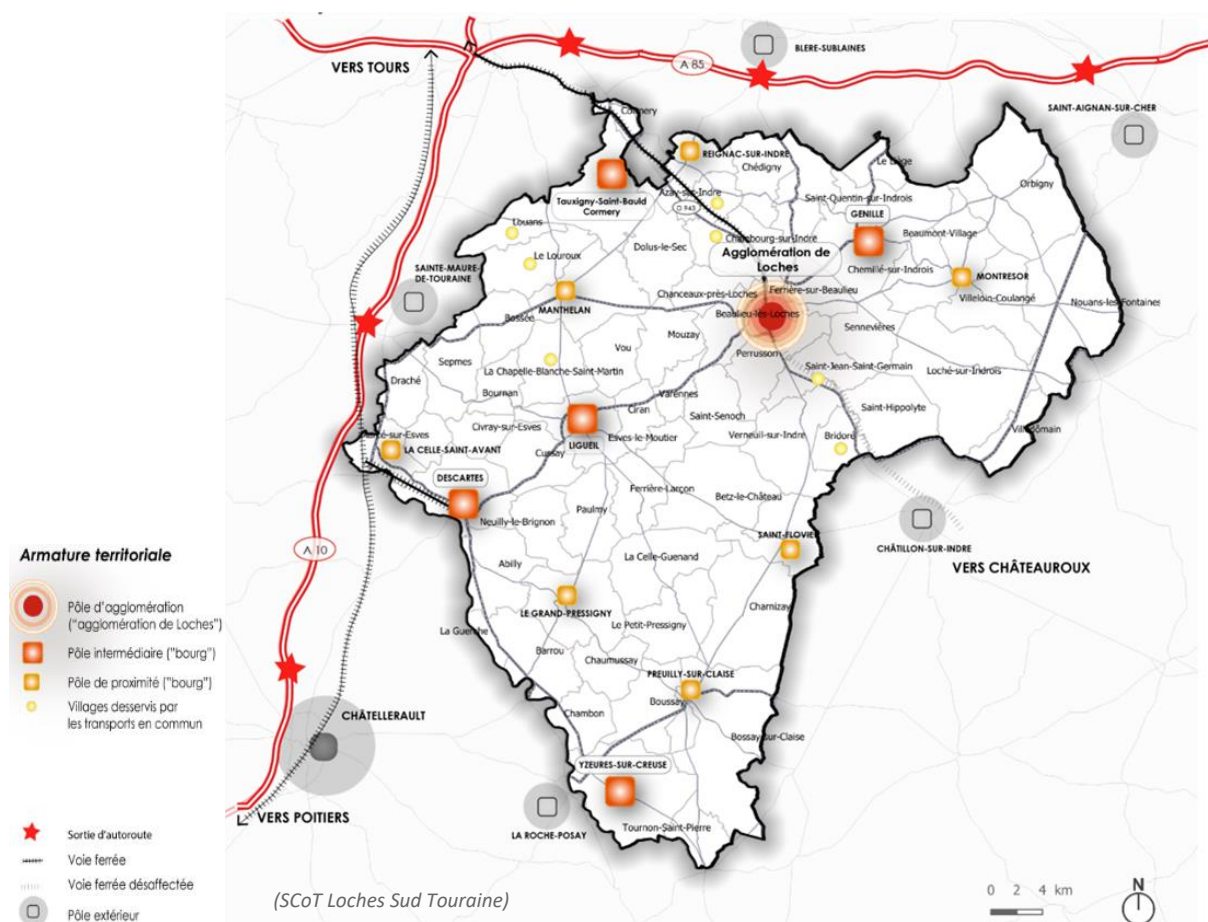 BLERE-SUBLAINES
VERS TOURS
A 85
SAINT-AIGNAN-SUR-CHER
Cormery
REIGNAC-SUR-INDRE
Chédigny
Le Liège
Orbigny
Tauxigny-Saint-Bauld
Cormery
Azay-sur-Indre
D 943
Saint-Quentin-sur-Indrois
GENILLE
Louans
Beaumont-Village
Chambourg-sur-Indre
Dolus-le-Sec
Le Louroux
Agglomération de
Loches
SAINTE-MAURE-
DE-TOURAINE
Chemillé-sur-Indrois
MONTRESOR
Chanceaux-près-Loches
Ferrière-sur-Beaulieu
Villeloin-Coulangé
Nouans-les-Fontaines
MANTHELAN
Bossée
Beaulieu-lès-Loches
Sennevières
Mouzay
Vou
Perrusson
Sepmes
La Chapelle-Blanche-Saint-Martin
Saint-Jean-Saint-Germain
Loché-sur-Indrois
Draché
Bournan
Varennes
Ciran
Saint-Senoch
Saint-Hippolyte
Civray-sur-Esves
LIGUEIL
Esves-le-Moutier
Verneuil-sur-Indre
Bridoré
Villedômain
Marcé-sur-Esves
LA CELLE-SAINT-AVANT
Cussay
DESCARTES
Ferrière-Larçon
Betz-le-Château
Paulmy
Neuilly-le-Brignon
SAINT-FLOVIER
CHÂTILLON-SUR-INDRE
VERS CHÂTEAUROUX
A 10
La Celle-Guenand
Abilly
LE GRAND-PRESSIGNY
Charnizay
Le Petit-Pressigny
La Guerche
Barrou
Chaumussay
PREUILLY-SUR-CLAISE
Boussay
CHÂTELLERAULT
Chambon
Bossay-sur-Claise
YZEURES-SUR-CREUSE
VERS POITIERS
LA ROCHE-POSAY
Tournon-Saint-Pierre
Armature territoriale
Pôle d'agglomération
("agglomération de Loches")
Pôle intermédiaire ("bourg")
Pôle de proximité ("bourg")
Villages desservis par
les transports en commun
Sortie d'autoroute
Voie ferrée
Voie ferrée désaffectée
Pôle extérieur
(SCoT Loches Sud Touraine)
0 2 4 km
N